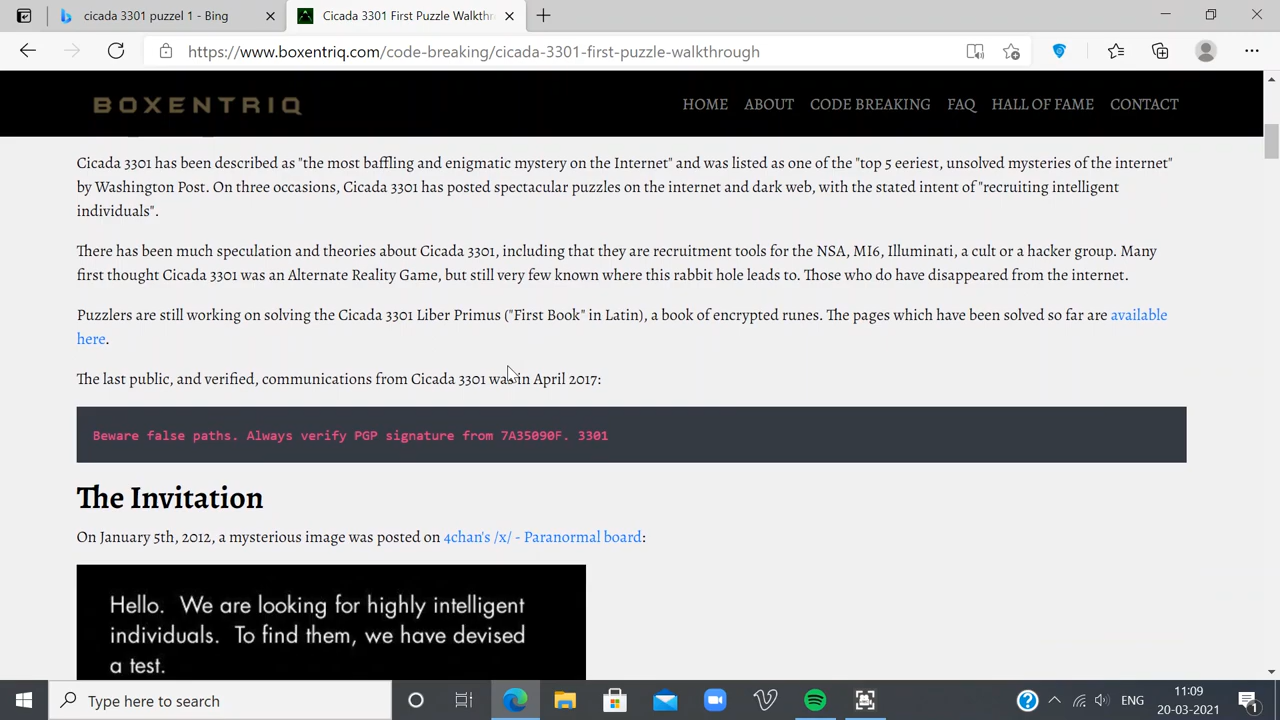 cicada 3301 puzzel 1 - Bing
Cicada 3301 First Puzzle Walkthr
https://www.boxentriq.com/code-breaking/cicada-3301-first-puzzle-walkthrough
BOXENTRIQ
HOME ABOUT CODE BREAKING FAQ HALL OF FAME CONTACT
Cicada 3301 has been described as "the most baffling and enigmatic mystery on the Internet" and was listed as one of the "top 5 eeriest, unsolved mysteries of the internet"
by Washington Post. On three occasions, Cicada 3301 has posted spectacular puzzles on the internet and dark web, with the stated intent of "recruiting intelligent
individuals".
There has been much speculation and theories about Cicada 3301, including that they are recruitment tools for the NSA, MI6, Illuminati, a cult or a hacker group. Many
first thought Cicada 3301 was an Alternate Reality Game, but still very few known where this rabbit hole leads to. Those who do have disappeared from the internet.
Puzzlers are still working on solving the Cicada 3301 Liber Primus ("First Book" in Latin), a book of encrypted runes. The pages which have been solved so far are available
here.
The last public, and verified, communications from Cicada 3301 was in April 2017:
Beware false paths. Always verify PGP signature from 7A35090F. 3301
The Invitation
On January 5th, 2012, a mysterious image was posted on 4chan's /x/ - Paranormal board:
Hello. We are looking for highly intelligent
individuals. To find them, we have devised
a test.
Type here to search
ENG
11:09
20-03-2021
1